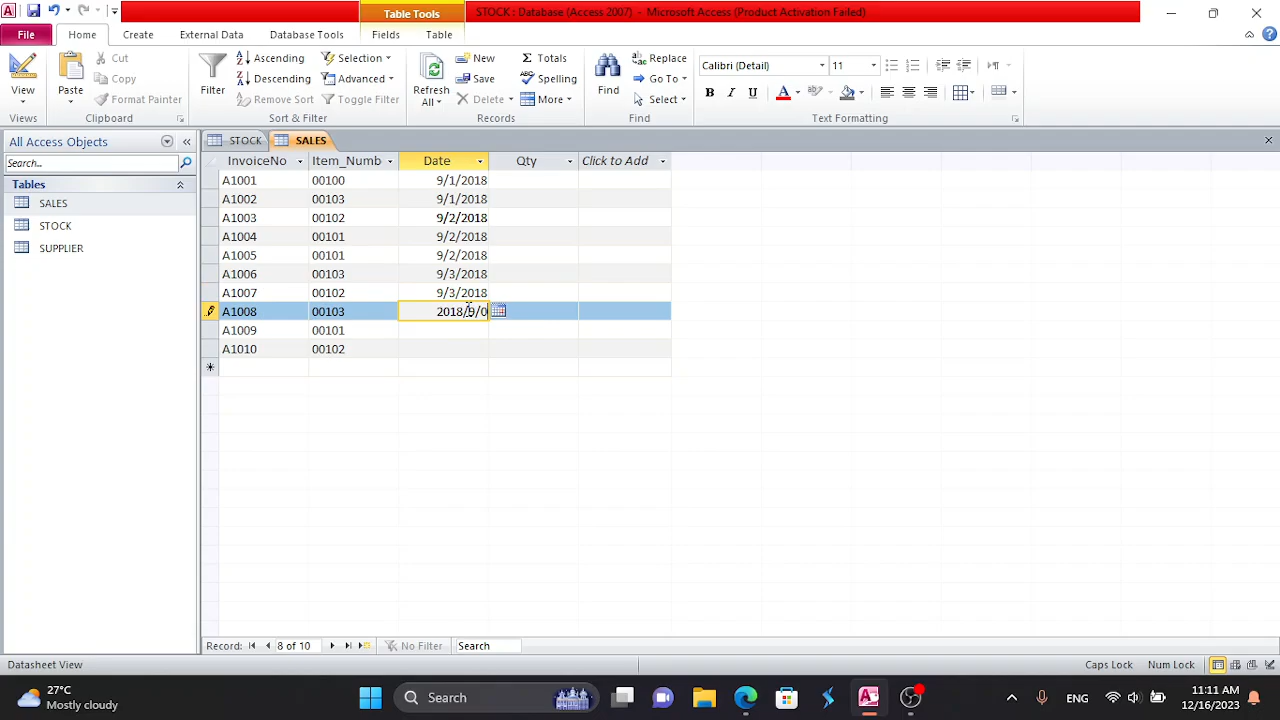 Table Tools
STOCK : Database (Access 2007) - Microsoft Access (Product Activation Failed)
File Home Create External Data Database Tools Fields Table
View
Views
Paste
Cut
Copy
Format Painter
Clipboard
Filter
Ascending
Descending
Remove Sort
Selection
Advanced
Toggle Filter
Sort & Filter
Refresh
All
New
Save
Delete
Totals
Spelling
More
Records
Find
Replace
Go To
Select
Find
Calibri (Detail) 11
B I U A
Text Formatting
All Access Objects
Search...
Tables
SALES
STOCK
SUPPLIER
STOCK SALES
InvoiceNo Item_Numb Date Qty Click to Add
A1001 00100 9/1/2018
A1002 00103 9/1/2018
A1003 00102 9/2/2018
A1004 00101 9/2/2018
A1005 00101 9/2/2018
A1006 00103 9/3/2018
A1007 00102 9/3/2018
A1008 00103 2018/9/0
A1009 00101
A1010 00102
Record: 8 of 10 No Filter Search
Datasheet View Caps Lock Num Lock
27°C
Mostly cloudy
Search
ENG
11:11 AM
12/16/2023